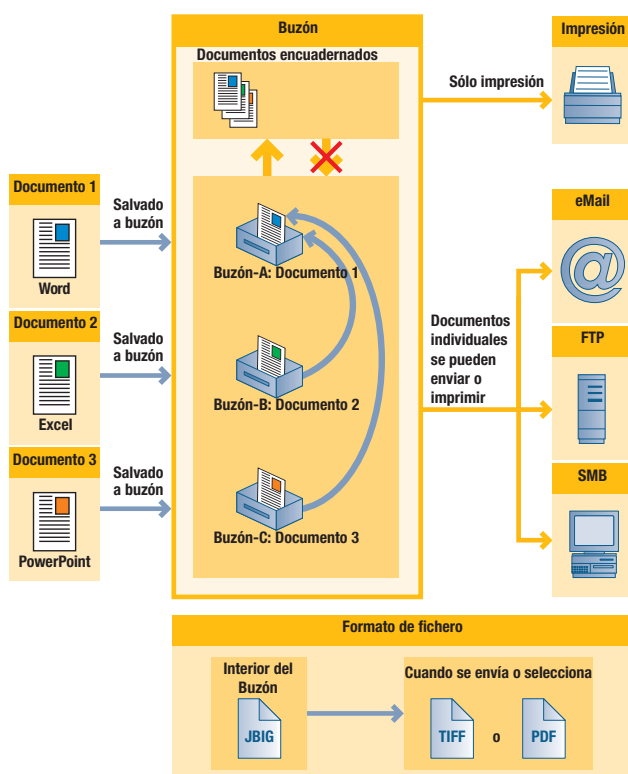 Buzón
Documentos encuadernados
Impresión
Sólo impresión
Documento 1
Salvado
a buzón
Word
Buzón-A: Documento 1
eMail
Documento 2
Salvado
a buzón
Excel
Buzón-B: Documento 2
Documentos
individuales
se pueden
enviar o
imprimir
FTP
Documento 3
Salvado
a buzón
PowerPoint
Buzón-C: Documento 3
SMB
Formato de fichero
Interior del
Buzón
JBIG
Cuando se envía o selecciona
TIFF
o
PDF